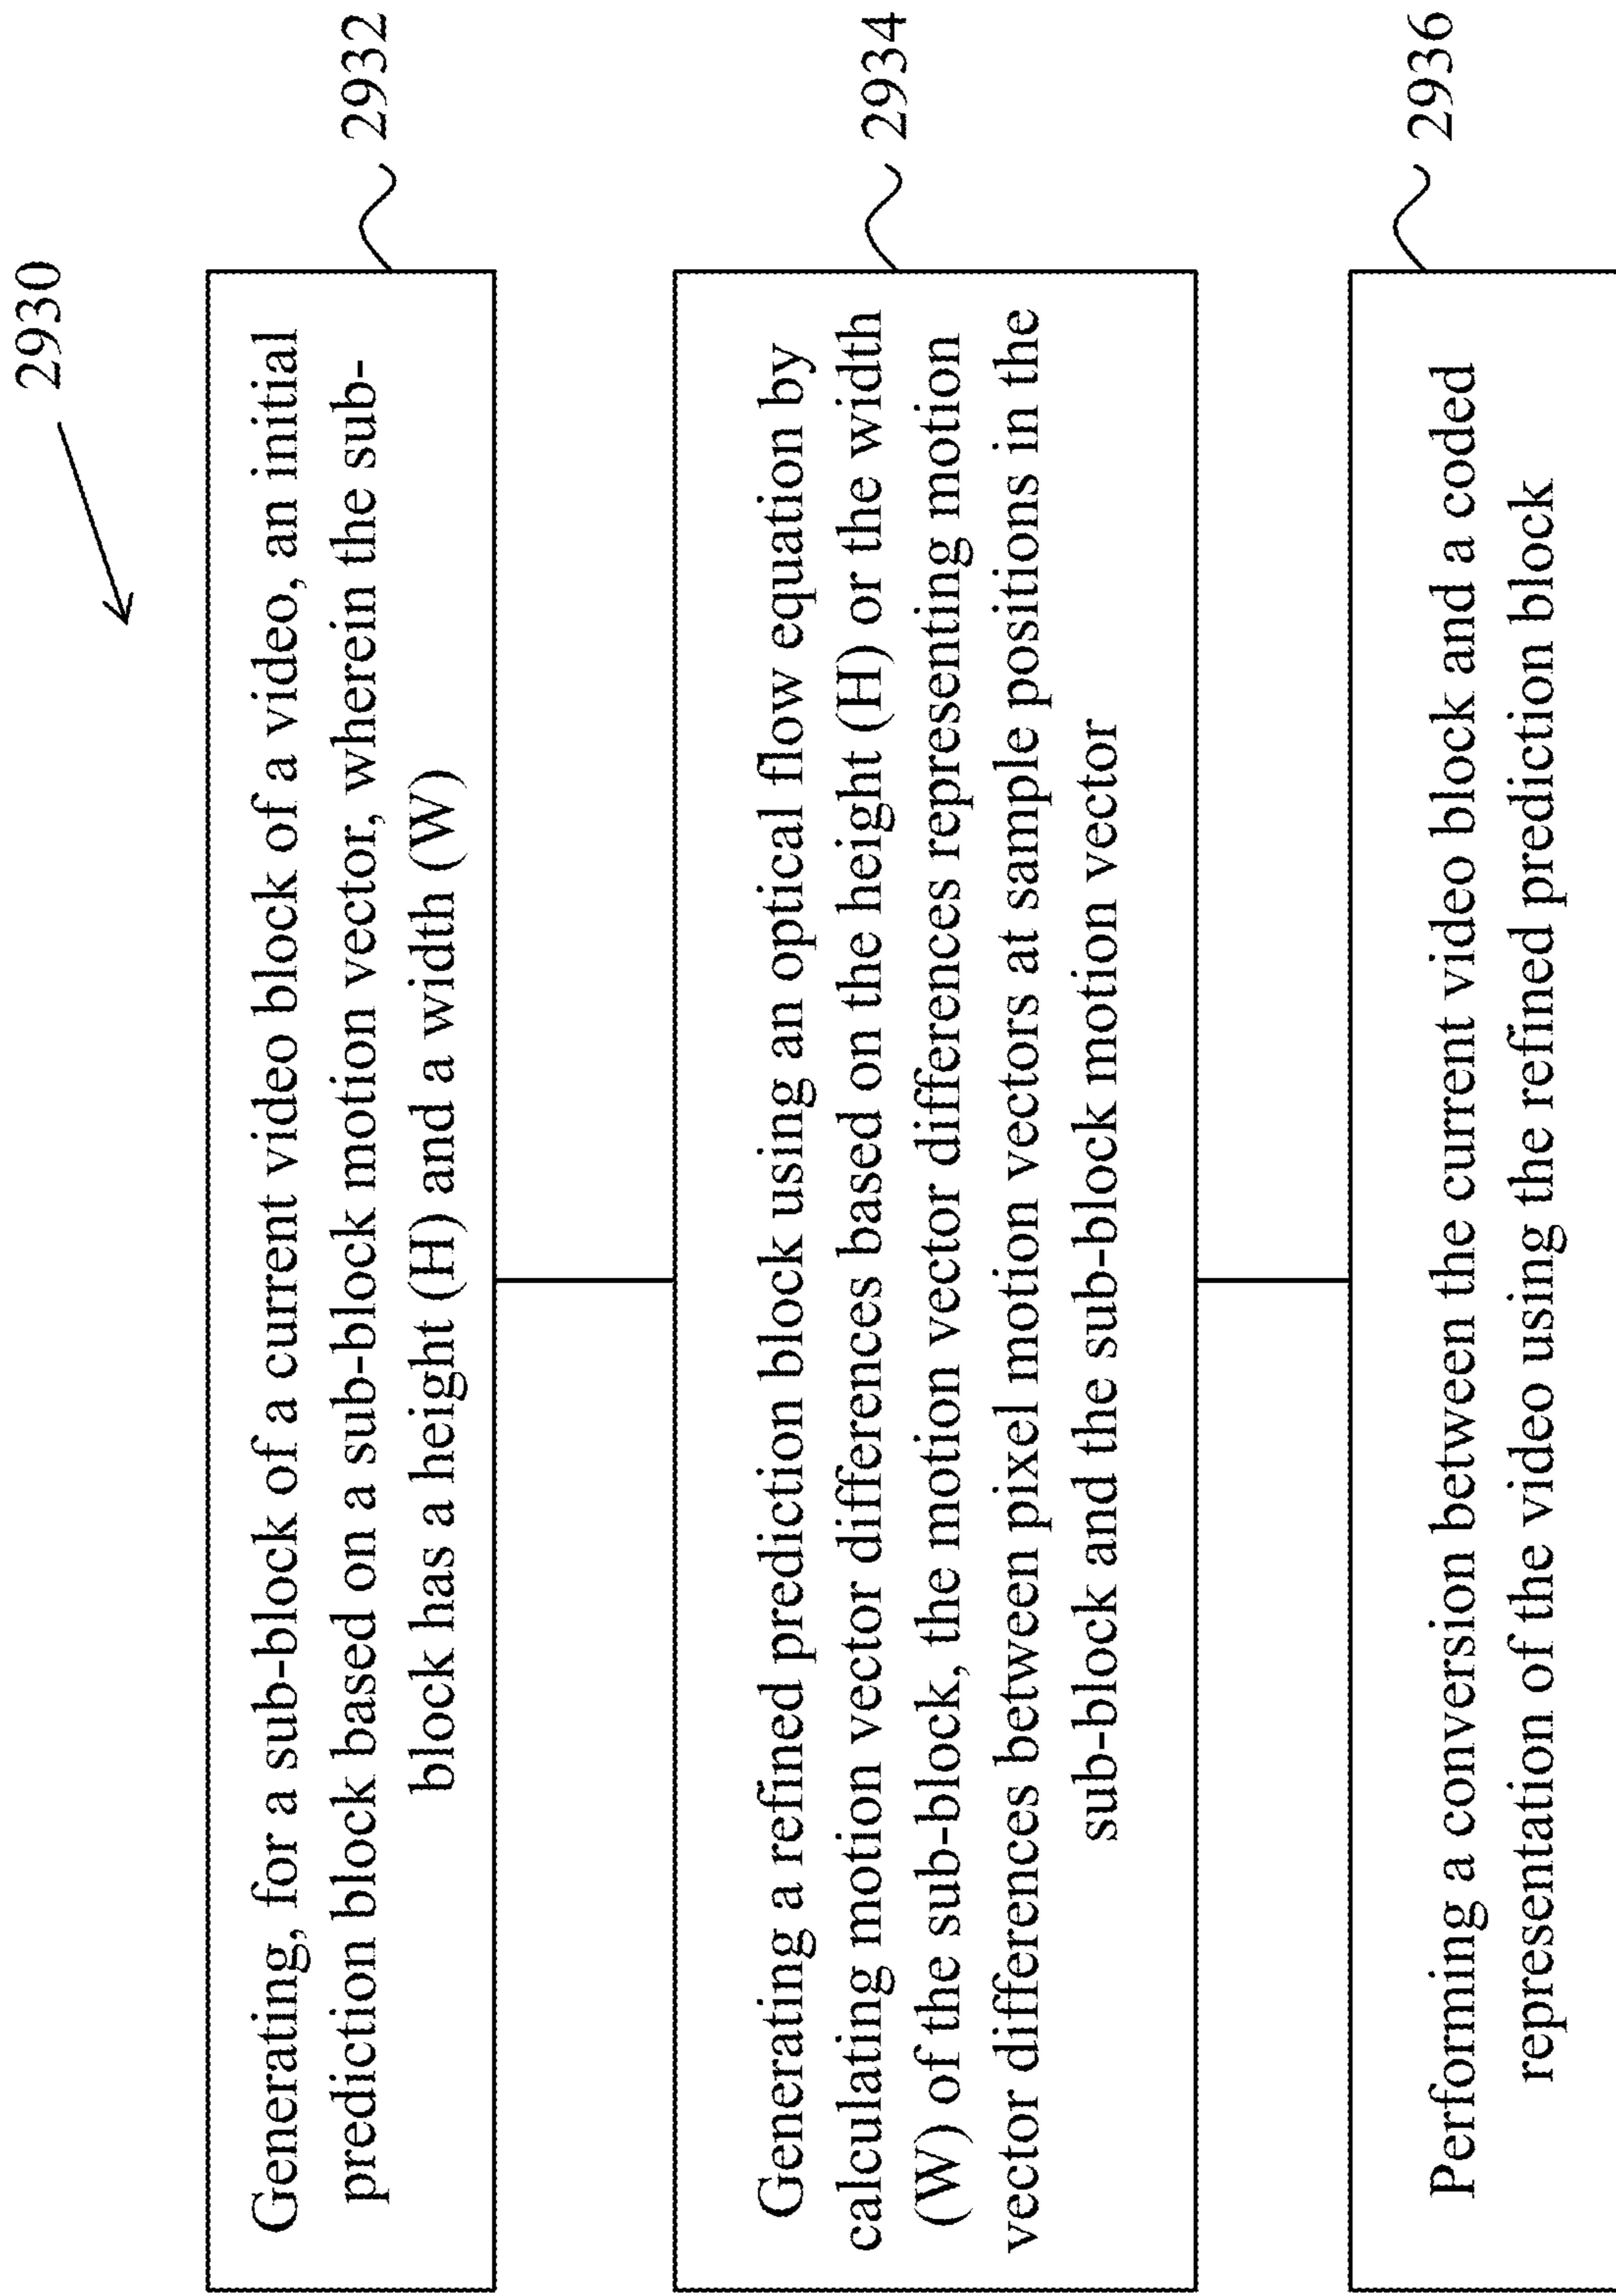 2930
Generating, for a sub-block of a current video block of a video, an initial
prediction block based on a sub-block motion vector, wherein the sub-
block has a height (H) and a width (W)
2932
Generating a refined prediction block using an optical flow equation by
calculating motion vector differences based on the height (H) or the width
(W) of the sub-block, the motion vector differences representing motion
vector differences between pixel motion vectors at sample positions in the
sub-block and the sub-block motion vector
2934
Performing a conversion between the current video block and a coded
representation of the video using the refined prediction block
2936